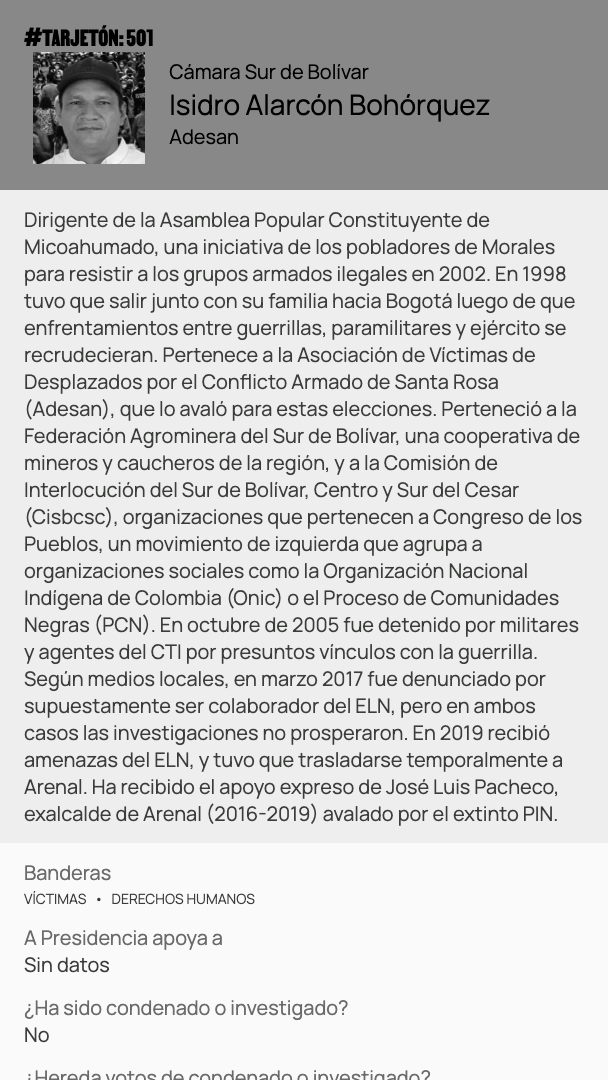 #TARJETÓN: 501
Cámara Sur de Bolívar
Isidro Alarcón Bohórquez
Adesan
Dirigente de la Asamblea Popular Constituyente de
Micoahumado, una iniciativa de los pobladores de Morales
para resistir a los grupos armados ilegales en 2002. En 1998
tuvo que salir junto con su familia hacia Bogotá luego de que
enfrentamientos entre guerrillas, paramilitares y ejército se
recrudecieran. Pertenece a la Asociación de Víctimas de
Desplazados por el Conflicto Armado de Santa Rosa
(Adesan), que lo avaló para estas elecciones. Perteneció a la
Federación Agrominera del Sur de Bolívar, una cooperativa de
mineros y caucheros de la región, y a la Comisión de
Interlocución del Sur de Bolívar, Centro y Sur del Cesar
(Cisbcsc), organizaciones que pertenecen a Congreso de los
Pueblos, un movimiento de izquierda que agrupa a
organizaciones sociales como la Organización Nacional
Indígena de Colombia (Onic) o el Proceso de Comunidades
Negras (PCN). En octubre de 2005 fue detenido por militares
y agentes del CTI por presuntos vínculos con la guerrilla.
Según medios locales, en marzo 2017 fue denunciado por
supuestamente ser colaborador del ELN, pero en ambos
casos las investigaciones no prosperaron. En 2019 recibió
amenazas del ELN, y tuvo que trasladarse temporalmente a
Arenal. Ha recibido el apoyo expreso de José Luis Pacheco,
exalcalde de Arenal (2016-2019) avalado por el extinto PIN.
Banderas
VÍCTIMAS • DERECHOS HUMANOS
A Presidencia apoya a
Sin datos
¿Ha sido condenado o investigado?
No
¿Hereda votos de condenado o investigado?